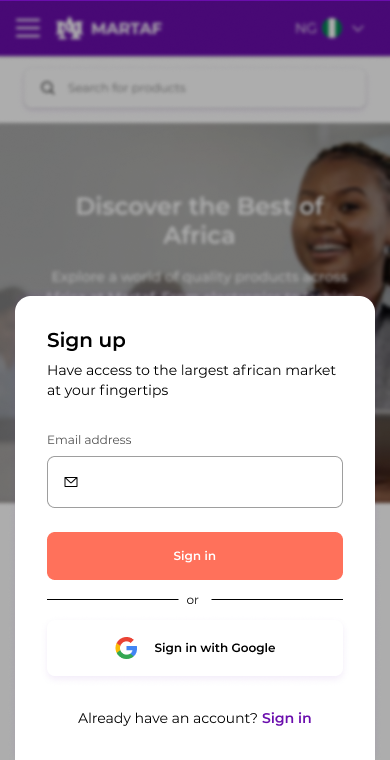 MARTAF
NG
Search for products
Discover the Best of
Africa
Explore a world of quality products across
Sign up
Have access to the largest african market
at your fingertips
Email address
Sign in
or
Sign in with Google
Already have an account? Sign in